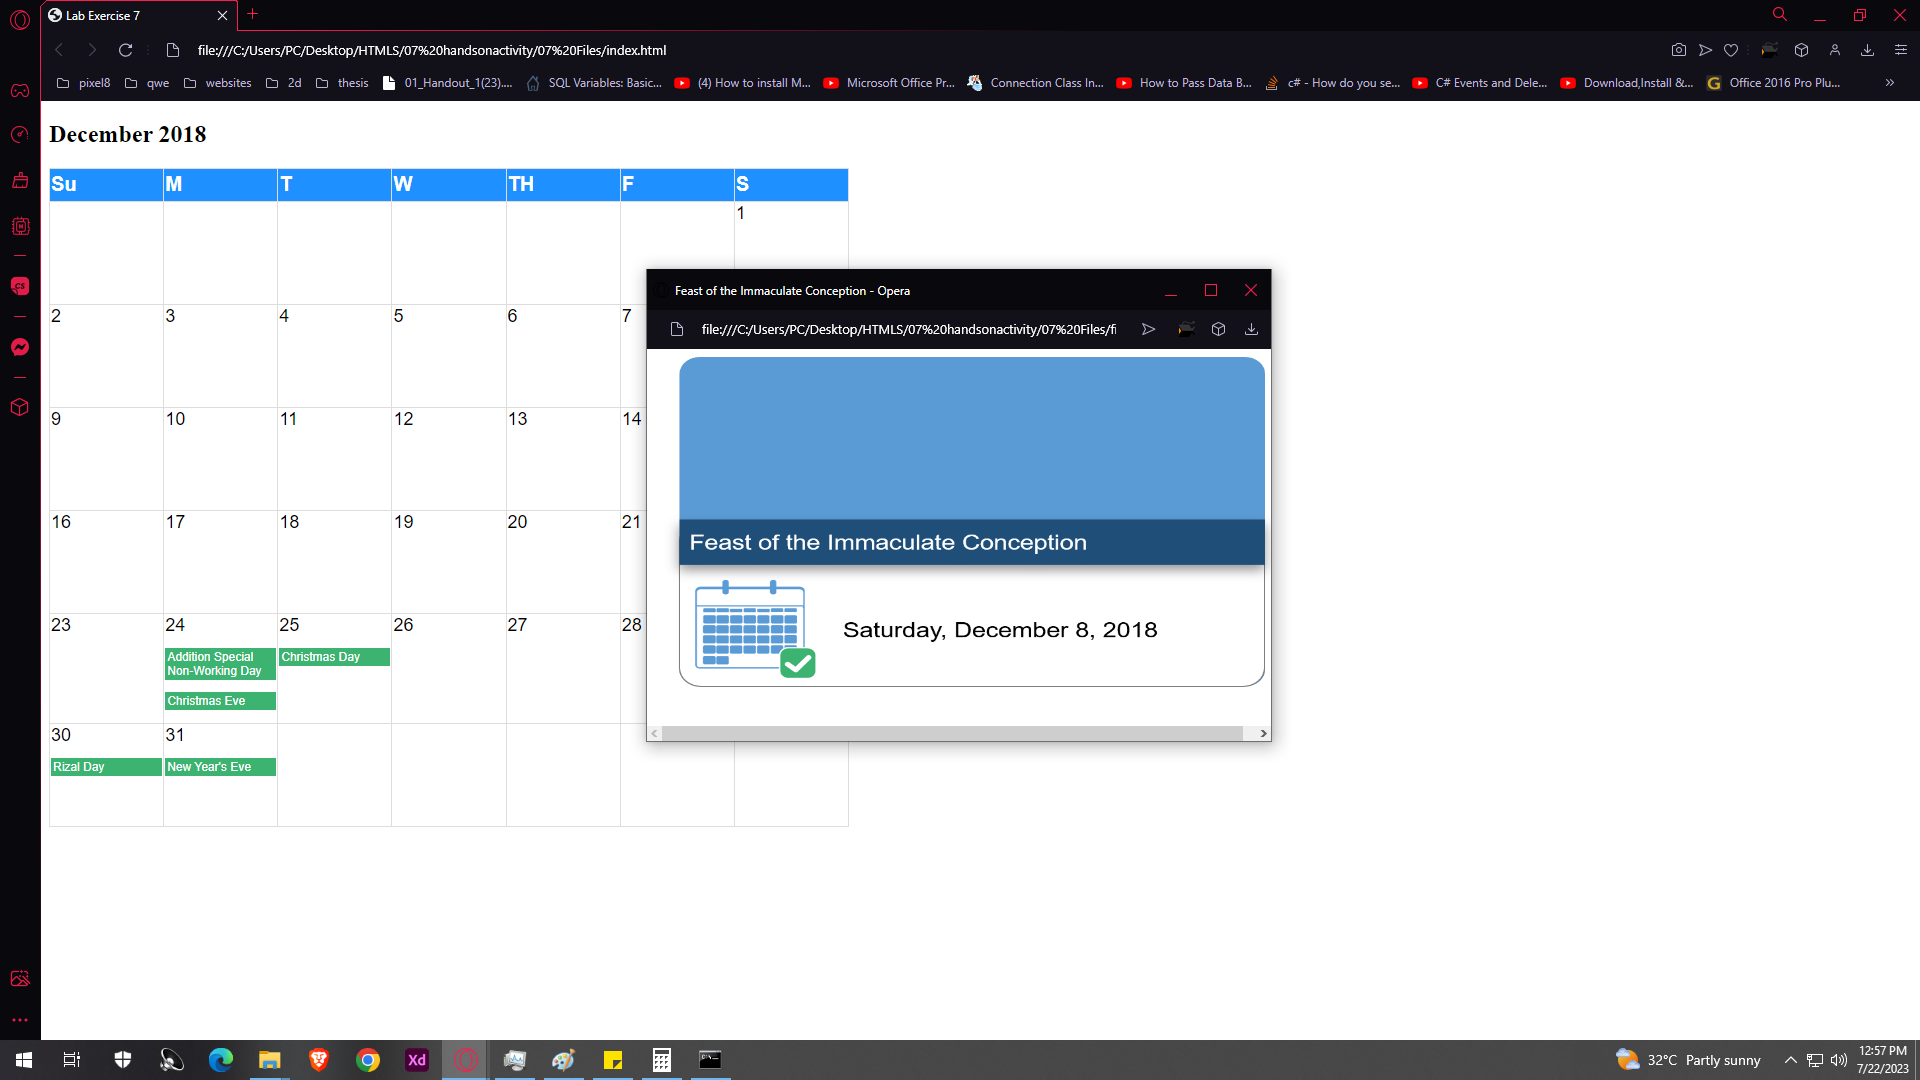 Lab Exercise 7
file:///C:/Users/PC/Desktop/HTMLS/07%20handsonactivity/07%20Files/index.html
pixel8 qwe websites 2d thesis 01_Handout_1(23).... SQL Variables: Basic... (4) How to install M... Microsoft Office Pr... Connection Class In... How to Pass Data B... c# - How do you se... C# Events and Dele... Download,Install &... Office 2016 Pro Plu...
December 2018
Su M T W TH F S
1
2 3 4 5 6 7
9 10 11 12 13 14
16 17 18 19 20 21
23 24 25 26 27 28
Addition Special
Non-Working Day
Christmas Eve
Christmas Day
30 31
Rizal Day
New Year's Eve
Feast of the Immaculate Conception - Opera
file:///C:/Users/PC/Desktop/HTMLS/07%20handsonactivity/07%20Files/fi
Feast of the Immaculate Conception
Saturday, December 8, 2018
Xd
32°C Partly sunny
12:57 PM
7/22/2023